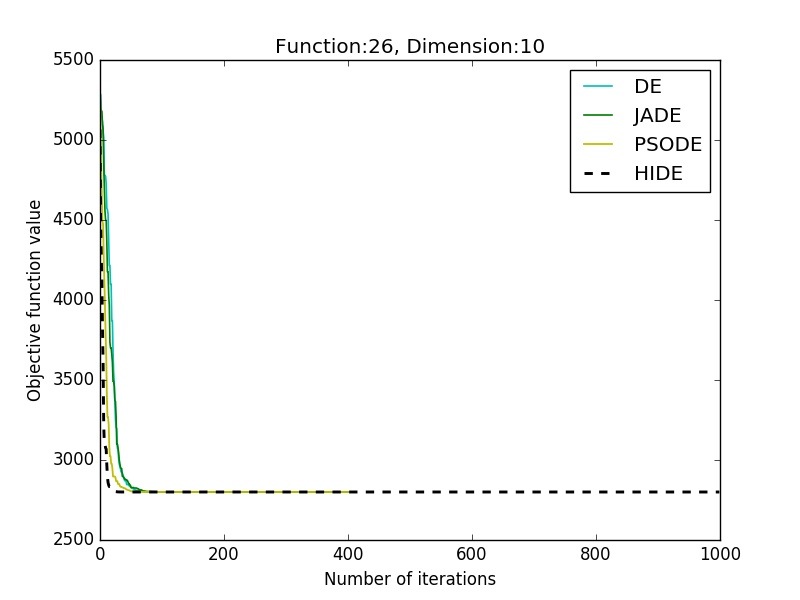 Function:26, Dimension:10
5500
5000
4500
4000
3500
3000
2500
Objective function value
DE
JADE
PSODE
HIDE
0 200 400 600 800 1000
Number of iterations